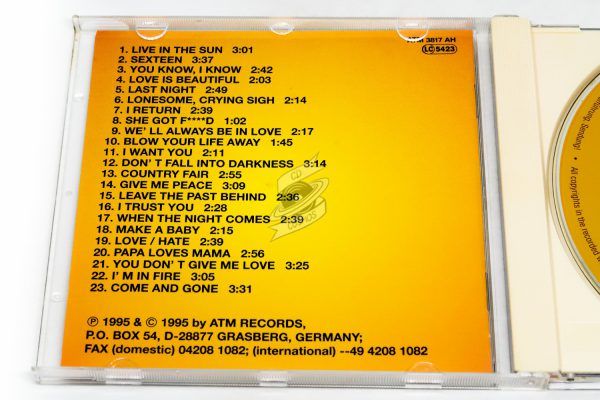 ATM 3817 AH
LC 5423
1. LIVE IN THE SUN 3:01
2. SEXTEEN 3:37
3. YOU KNOW, I KNOW 2:42
4. LOVE IS BEAUTIFUL 2:03
5. LAST NIGHT 2:49
6. LONESOME, CRYING SIGH 2:14
7. I RETURN 2:39
8. SHE GOT F****D 1:02
9. WE' LL ALWAYS BE IN LOVE 2:17
10. BLOW YOUR LIFE AWAY 1:45
11. I WANT YOU 2:11
12. DON' T FALL INTO DARKNESS 3:14
13. COUNTRY FAIR 2:55
14. GIVE ME PEACE 3:09
15. LEAVE THE PAST BEHIND 2:36
16. I TRUST YOU 2:28
17. WHEN THE NIGHT COMES 2:39
18. MAKE A BABY 2:15
19. LOVE / HATE 2:39
20. PAPA LOVES MAMA 2:56
21. YOU DON' T GIVE ME LOVE 3:25
22. I' M IN FIRE 3:05
23. COME AND GONE 3:31
℗ 1995 & © 1995 by ATM RECORDS,
P.O. BOX 54, D-28877 GRASBERG, GERMANY;
FAX (domestic) 04208 1082; (international) --49 4208 1082
CD
COSMOS
Sendung! • All copyrights in the recorded